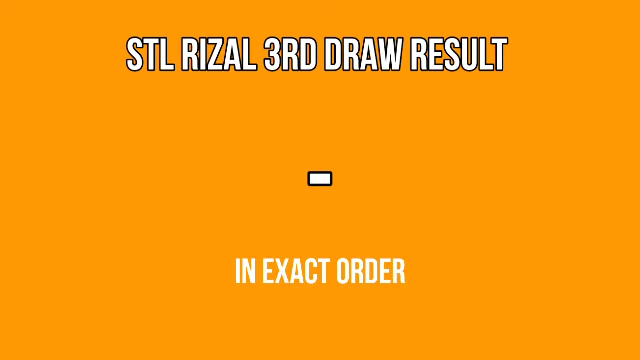 STL RIZAL 3RD DRAW RESULT
-
IN EXACT ORDER